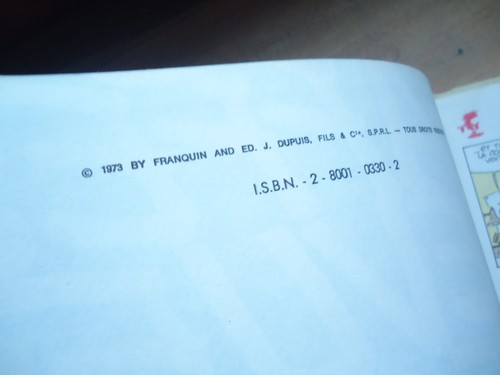 © 1973 BY FRANQUIN AND ED. J. DUPUIS, FILS & Cie, S.P.R.L. — TOUS DROITS
I.S.B.N. - 2 - 8001 - 0330 - 2